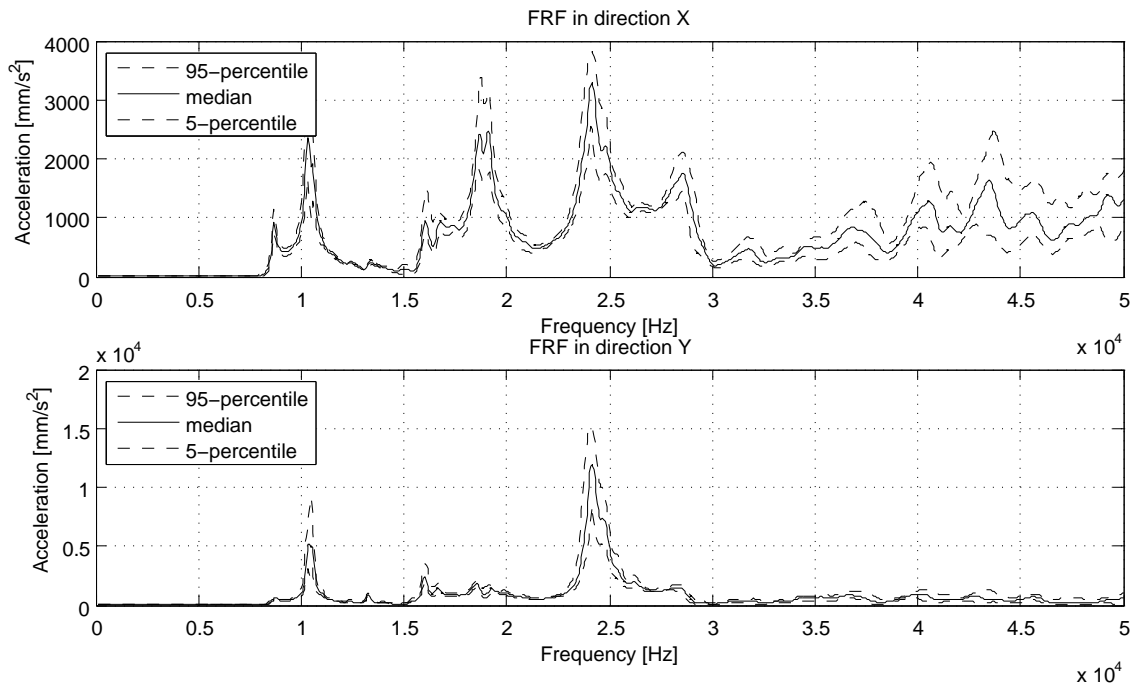 FRF in direction X
4000
3000
2000
1000
0
Acceleration [mm/s²]
95−percentile
median
5−percentile
0 0.5 1 1.5 2 2.5 3 3.5 4 4.5 5
Frequency [Hz]
x 10⁴
FRF in direction Y
x 10⁴
2
1.5
1
0.5
0
Acceleration [mm/s²]
95−percentile
median
5−percentile
0 0.5 1 1.5 2 2.5 3 3.5 4 4.5 5
Frequency [Hz]
x 10⁴